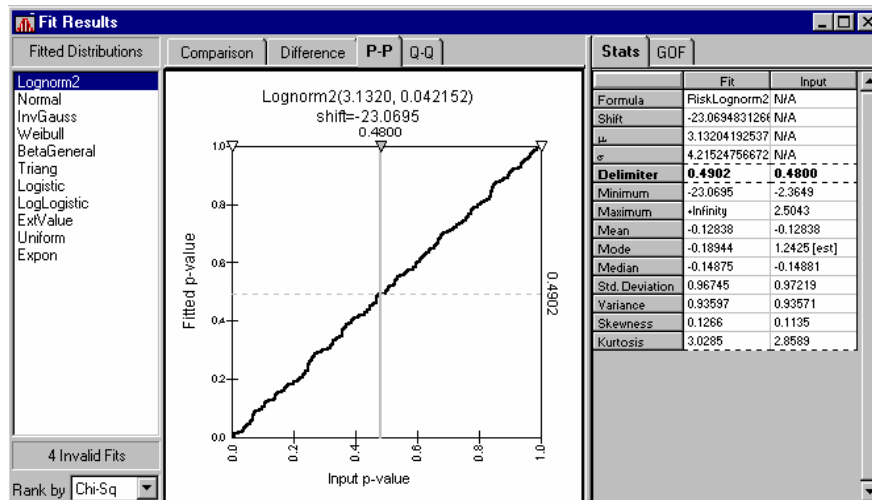 Fit Results
Fitted Distributions
Comparison Difference P-P Q-Q
Stats GOF
Lognorm2
Normal
InvGauss
Weibull
BetaGeneral
Triang
Logistic
LogLogistic
ExtValue
Uniform
Expon
4 Invalid Fits
Rank by Chi-Sq
Lognorm2(3.1320, 0.042152)
shift=-23.0695
0.4800
1.0
0.8
0.6
0.4
0.2
0.0
Fitted p-value
0.4902
0.0 0.2 0.4 0.6 0.8 1.0
Input p-value
Fit Input
Formula RiskLognorm2 N/A
Shift -23.0694831266 N/A
μ 3.13204192537 N/A
σ 4.21524756672 N/A
Delimiter 0.4902 0.4800
Minimum -23.0695 -2.3649
Maximum +Infinity 2.5043
Mean -0.12838 -0.12838
Mode -0.18944 1.2425 [est]
Median -0.14875 -0.14881
Std. Deviation 0.96745 0.97219
Variance 0.93597 0.93571
Skewness 0.1266 0.1135
Kurtosis 3.0285 2.8589